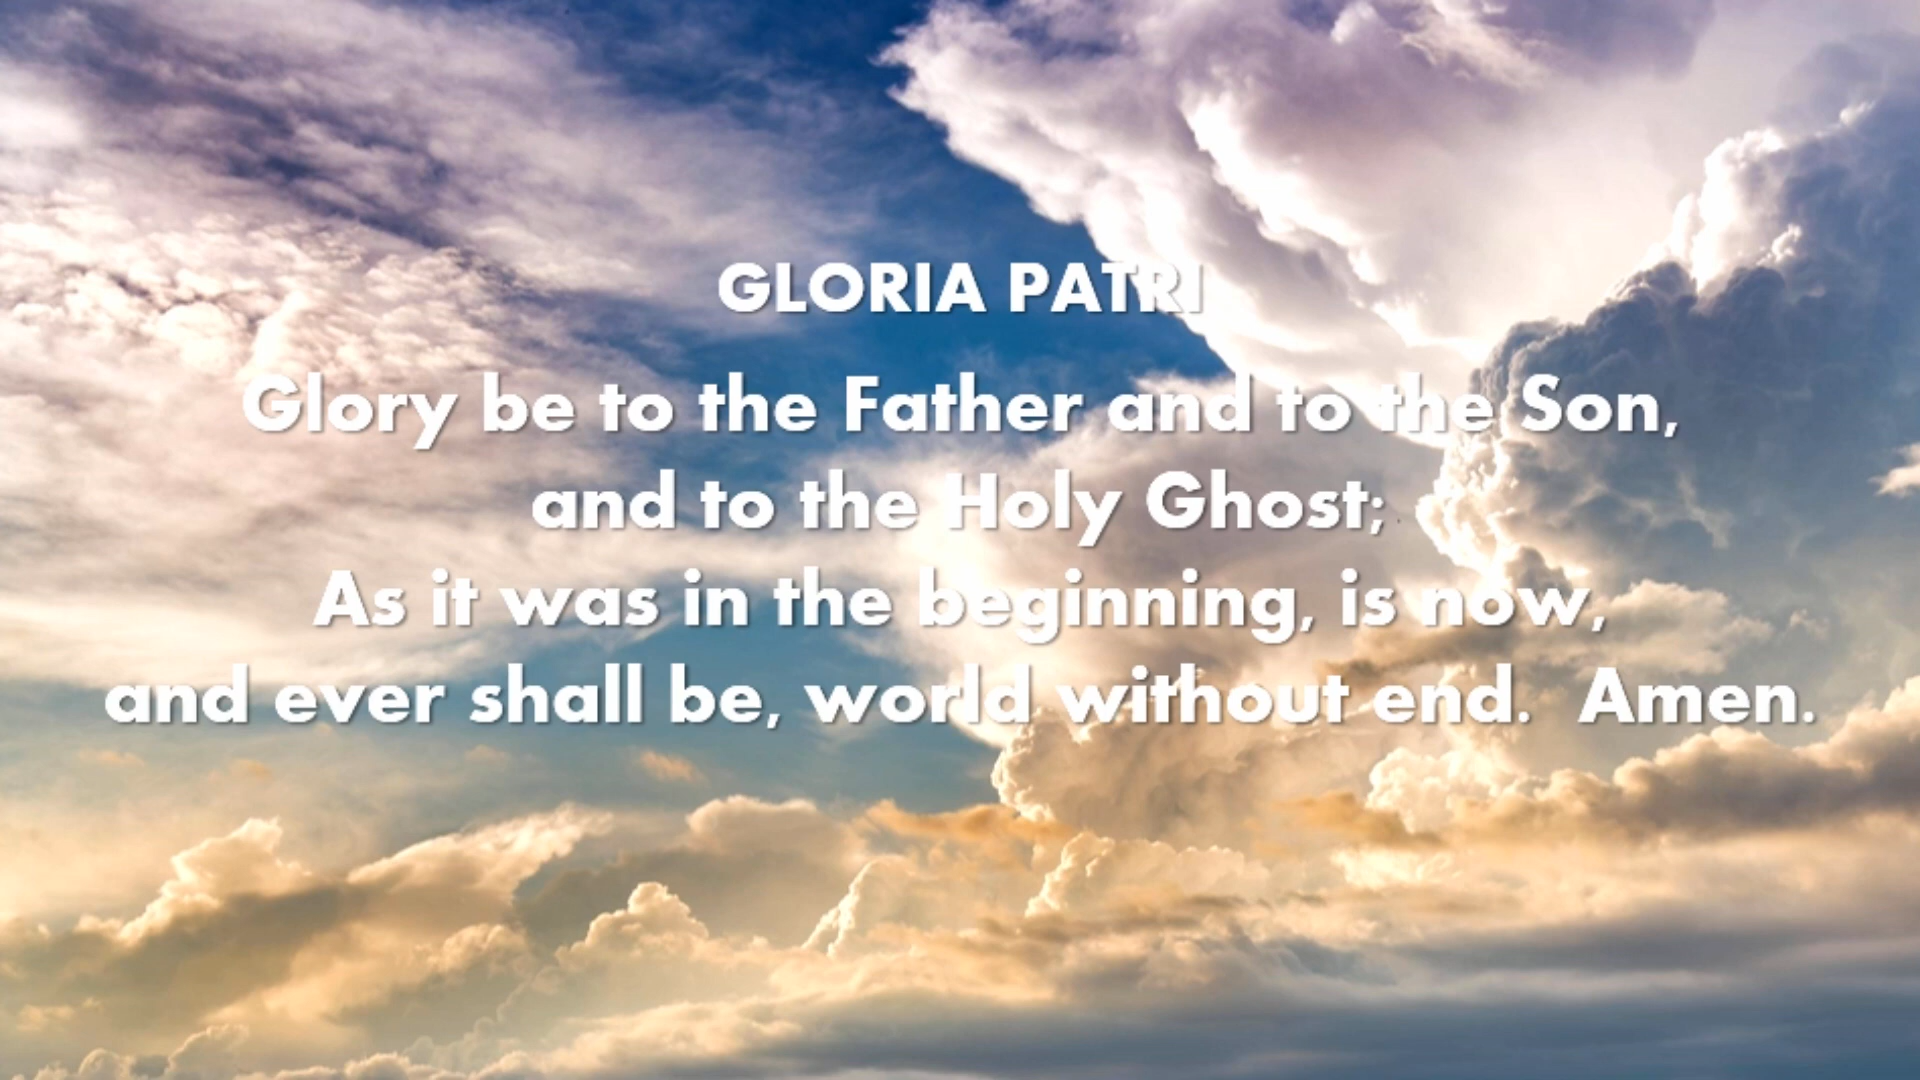 GLORIA PATRI
Glory be to the Father and to the Son,
and to the Holy Ghost;
As it was in the beginning, is now,
and ever shall be, world without end.  Amen.